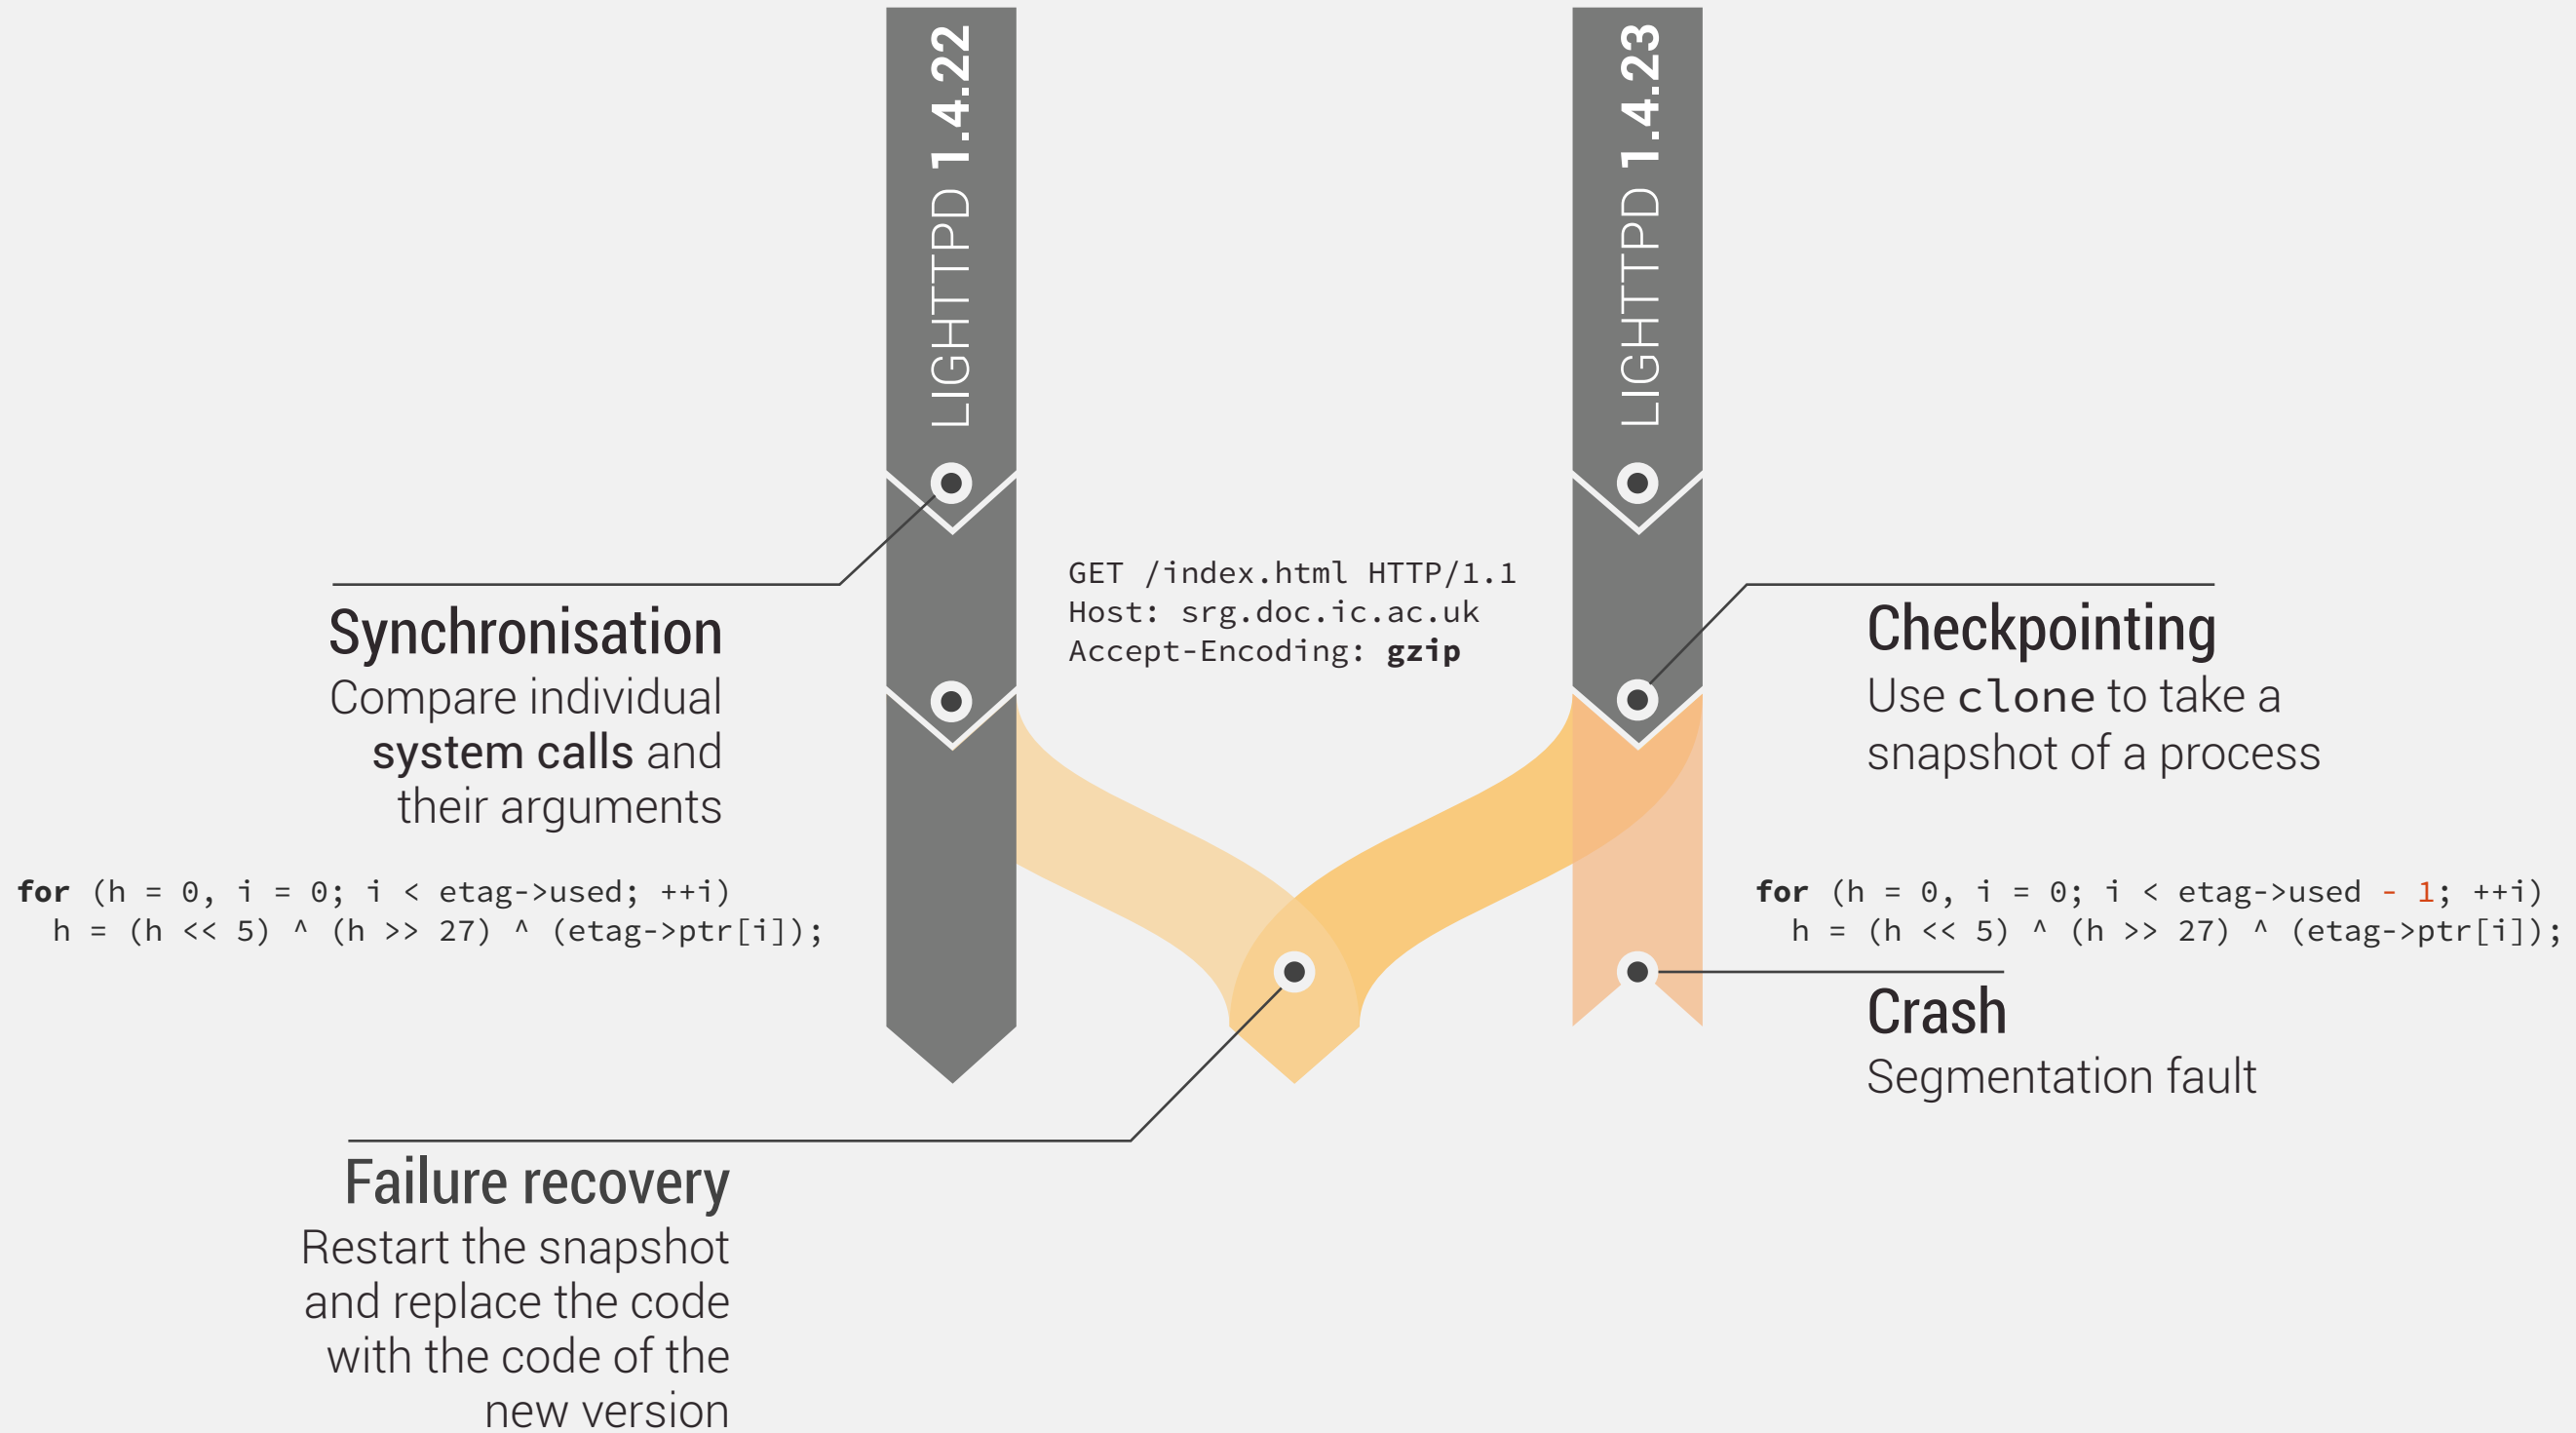 LIGHTTPD 1.4.22
LIGHTTPD 1.4.23
GET /index.html HTTP/1.1
Host: srg.doc.ic.ac.uk
Accept-Encoding: gzip
Synchronisation
Compare individual
system calls and
their arguments
Checkpointing
Use clone to take a
snapshot of a process
for (h = 0, i = 0; i < etag->used; ++i)
  h = (h << 5) ^ (h >> 27) ^ (etag->ptr[i]);
for (h = 0, i = 0; i < etag->used - 1; ++i)
  h = (h << 5) ^ (h >> 27) ^ (etag->ptr[i]);
Crash
Segmentation fault
Failure recovery
Restart the snapshot
and replace the code
with the code of the
new version